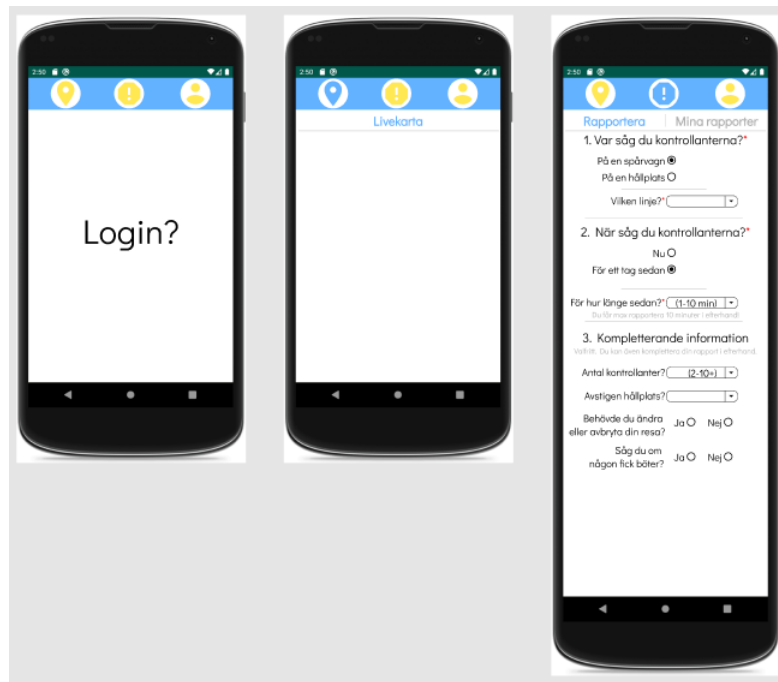 2:50
Login?
2:50
Livekarta
2:50
Rapportera
Mina rapporter
1. Var såg du kontrollanterna?*
På en spårvagn
På en hållplats
Vilken linje?*
2. När såg du kontrollanterna?*
Nu
För ett tag sedan
För hur länge sedan?* (1-10 min)
Du får max rapportera 10 minuter i efterhand!
3. Kompletterande information
Valfritt. Du kan även komplettera din rapport i efterhand.
Antal kontrollanter? (2-10+)
Avstigen hållplats?
Behövde du ändra
eller avbryta din resa? Ja Nej
Såg du om
någon fick böter? Ja Nej